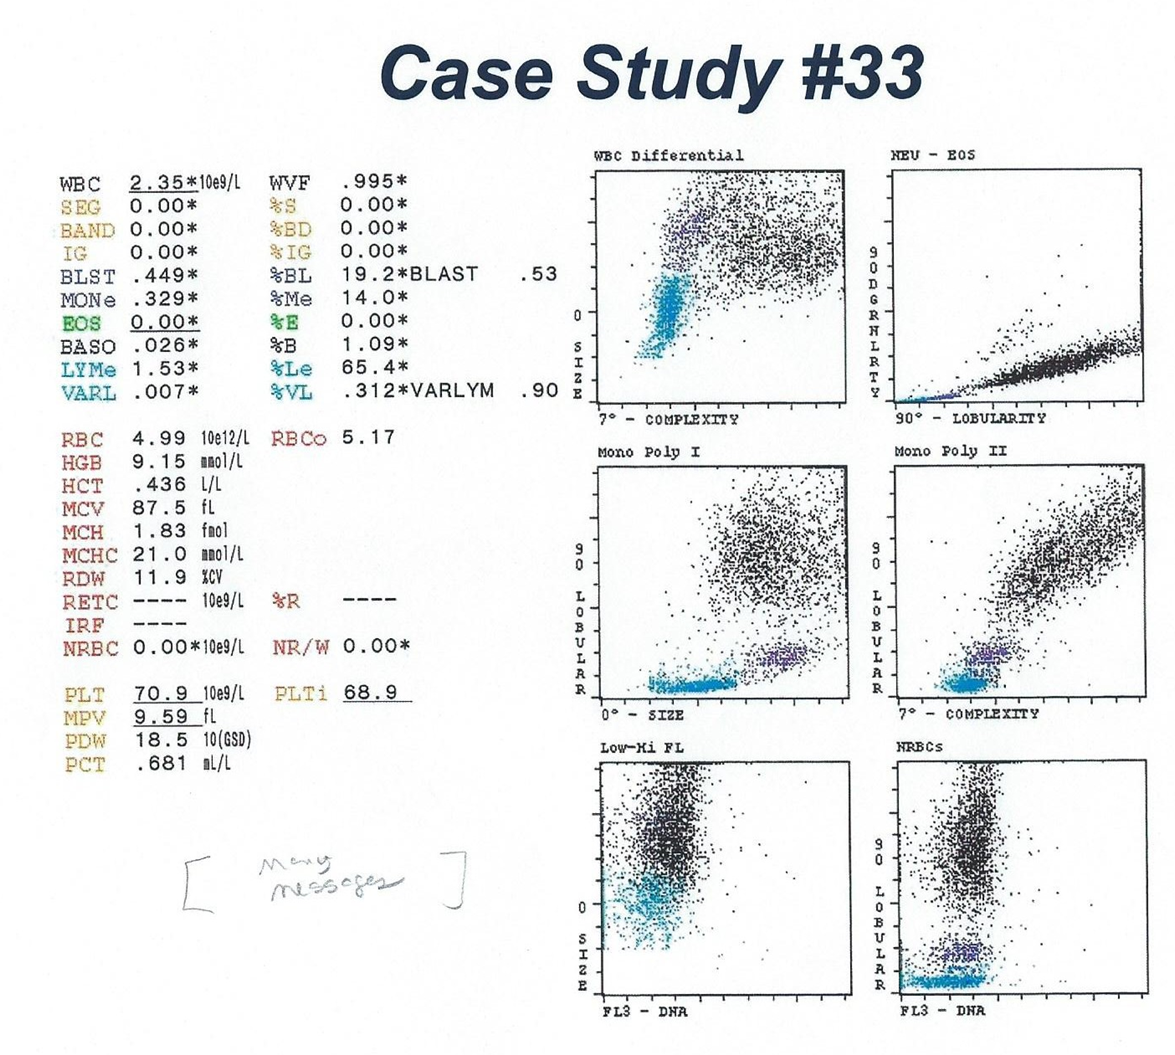 Case Study #33
WBC 2.35*10e9/L WVF .995*
SEG 0.00* %S 0.00*
BAND 0.00* %BD 0.00*
IG 0.00* %IG 0.00*
BLST .449* %BL 19.2*BLAST .53
MONe .329* %Me 14.0*
EOS 0.00* %E 0.00*
BASO .026* %B 1.09*
LYMe 1.53* %Le 65.4*
VARL .007* %VL .312*VARLYM .90
RBC 4.99 10e12/L RBCo 5.17
HGB 9.15 mmol/L
HCT .436 L/L
MCV 87.5 fL
MCH 1.83 fmol
MCHC 21.0 mmol/L
RDW 11.9 %CV
RETC ---- 10e9/L %R ----
IRF ----
NRBC 0.00*10e9/L NR/W 0.00*
PLT 70.9 10e9/L PLTi 68.9
MPV 9.59 fL
PDW 18.5 10(GSD)
PCT .681 mL/L
[ Many
messages ]
WBC Differential
0 SIZE
7° - COMPLEXITY
NEU - EOS
90DGRNLRTY
90° - LOBULARITY
Mono Poly I
90 LOBULAR
0° - SIZE
Mono Poly II
90 LOBULAR
7° - COMPLEXITY
Low-Hi FL
0 SIZE
FL3 - DNA
NRBCs
90 LOBULAR
FL3 - DNA